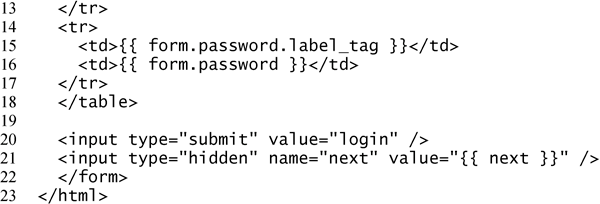 13 </tr>
14 <tr>
15 <td>{{ form.password.label_tag }}</td>
16 <td>{{ form.password }}</td>
17 </tr>
18 </table>
19
20 <input type="submit" value="login" />
21 <input type="hidden" name="next" value="{{ next }}" />
22 </form>
23 </html>